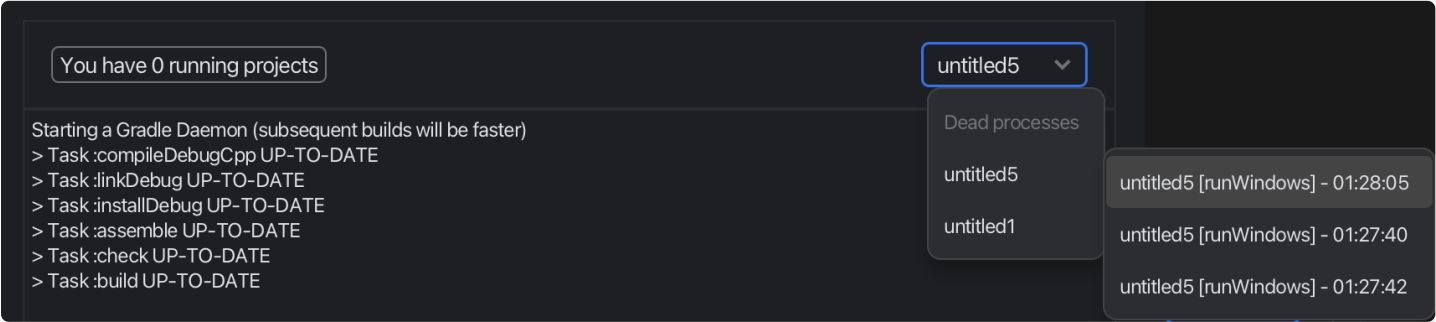 You have 0 running projects
untitled5
Starting a Gradle Daemon (subsequent builds will be faster)
> Task :compileDebugCpp UP-TO-DATE
> Task :linkDebug UP-TO-DATE
> Task :installDebug UP-TO-DATE
> Task :assemble UP-TO-DATE
> Task :check UP-TO-DATE
> Task :build UP-TO-DATE
Dead processes
untitled5
untitled1
untitled5 [runWindows] - 01:28:05
untitled5 [runWindows] - 01:27:40
untitled5 [runWindows] - 01:27:42